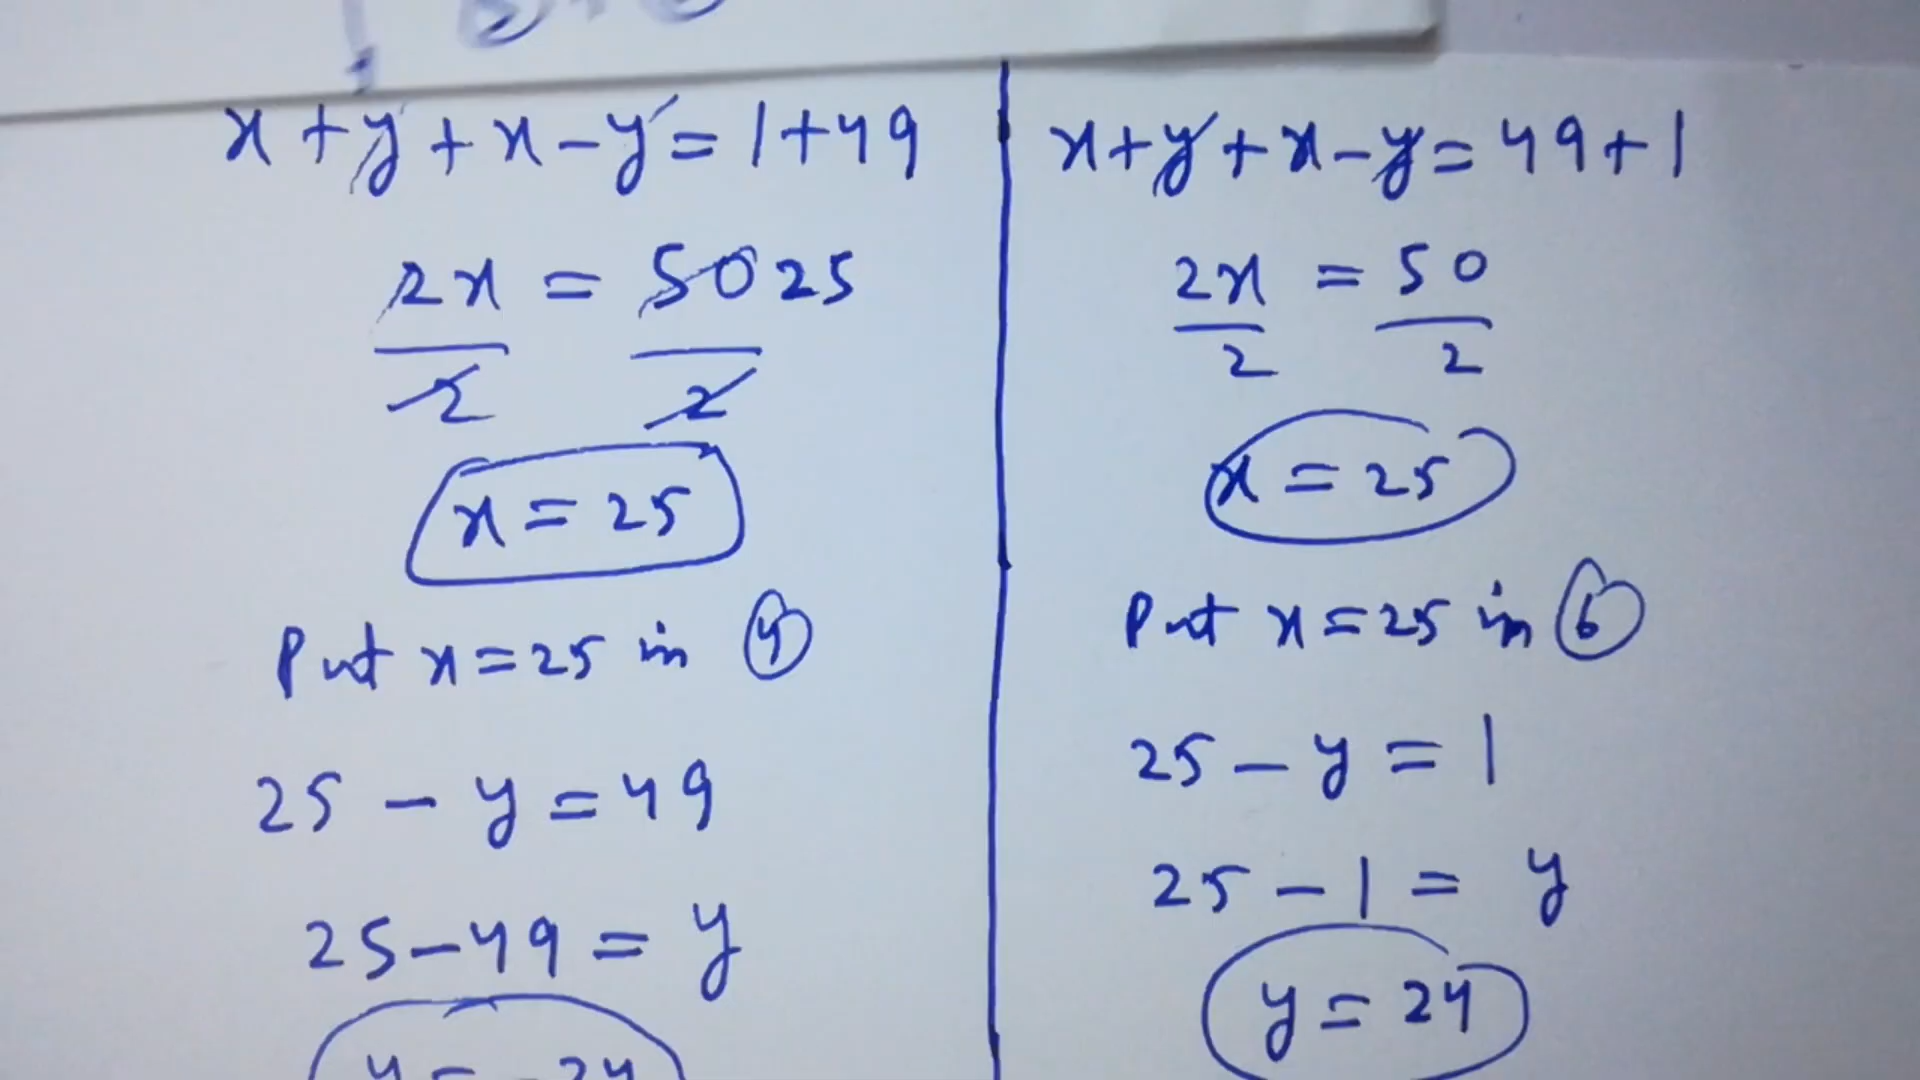 x + y + x - y = 1 + 49
2x/2 = 50/2 25
x = 25
Put x = 25 in 4
25 - y = 49
25 - 49 = y
y = -24
x + y + x - y = 49 + 1
2x/2 = 50/2
x = 25
Put x = 25 in 6
25 - y = 1
25 - 1 = y
y = 24